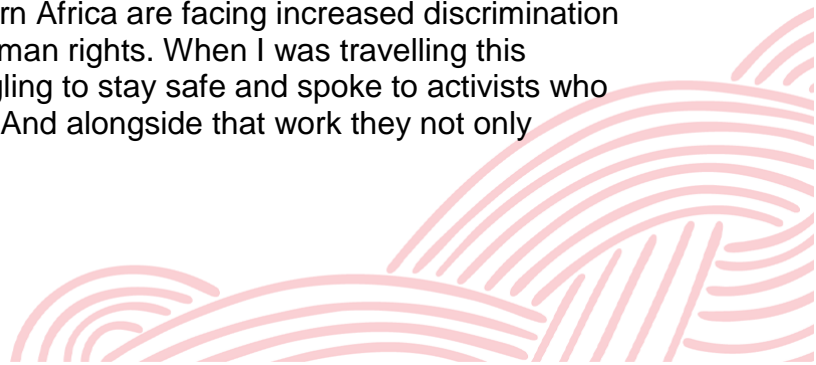 rn Africa are facing increased discrimination
man rights. When I was travelling this
gling to stay safe and spoke to activists who
And alongside that work they not only